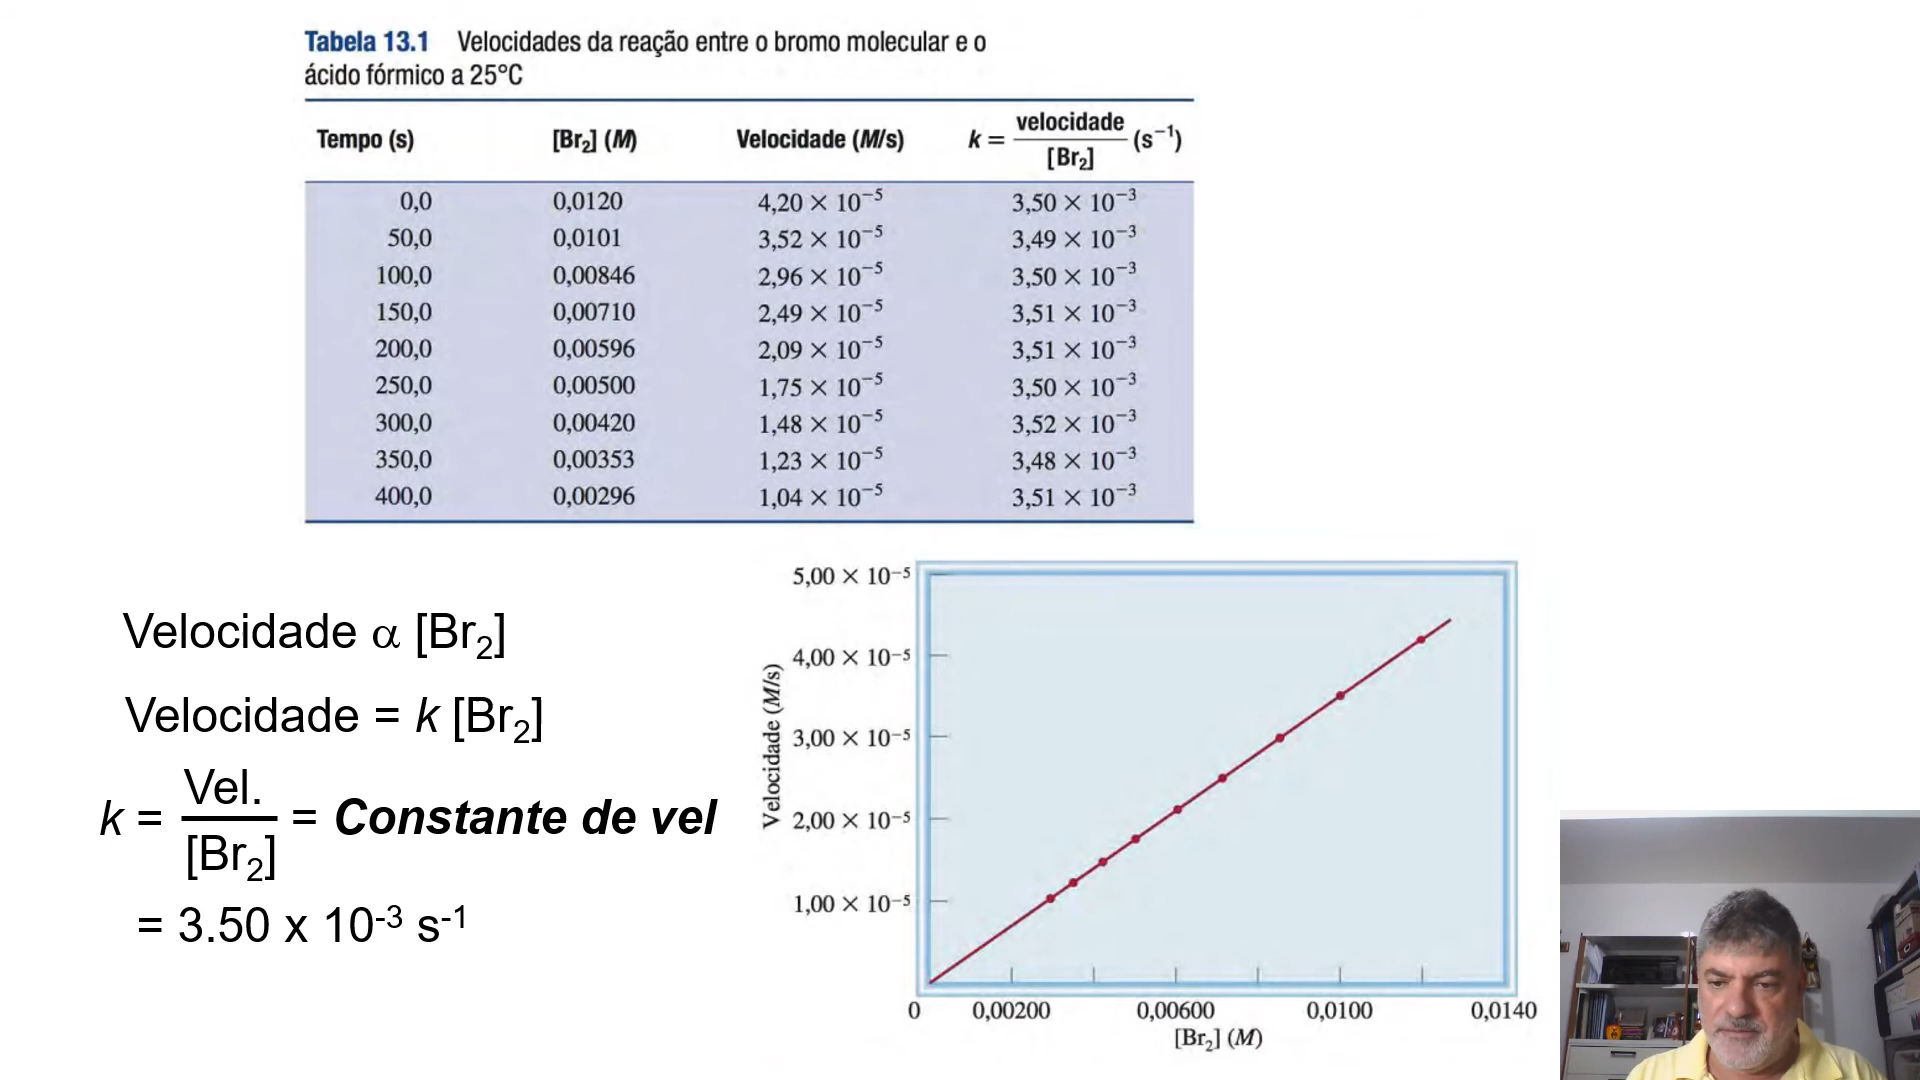 Tabela 13.1 Velocidades da reação entre o bromo molecular e o
ácido fórmico a 25°C
Tempo (s) [Br₂] (M) Velocidade (M/s) k = velocidade / [Br₂] (s⁻¹)
0,0 0,0120 4,20 × 10⁻⁵ 3,50 × 10⁻³
50,0 0,0101 3,52 × 10⁻⁵ 3,49 × 10⁻³
100,0 0,00846 2,96 × 10⁻⁵ 3,50 × 10⁻³
150,0 0,00710 2,49 × 10⁻⁵ 3,51 × 10⁻³
200,0 0,00596 2,09 × 10⁻⁵ 3,51 × 10⁻³
250,0 0,00500 1,75 × 10⁻⁵ 3,50 × 10⁻³
300,0 0,00420 1,48 × 10⁻⁵ 3,52 × 10⁻³
350,0 0,00353 1,23 × 10⁻⁵ 3,48 × 10⁻³
400,0 0,00296 1,04 × 10⁻⁵ 3,51 × 10⁻³
Velocidade α [Br₂]
Velocidade = k [Br₂]
k = Vel. / [Br₂] = Constante de vel
= 3.50 x 10⁻³ s⁻¹
5,00 × 10⁻⁵
4,00 × 10⁻⁵
3,00 × 10⁻⁵
2,00 × 10⁻⁵
1,00 × 10⁻⁵
Velocidade (M/s)
0 0,00200 0,00600 0,0100 0,0140
[Br₂] (M)